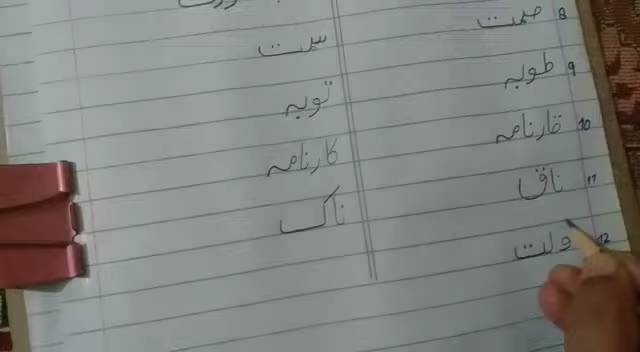 8 صمت سمت
9 طوبہ توبہ
10 قارنامہ کارنامہ
11 ناق ناک
12 ولت